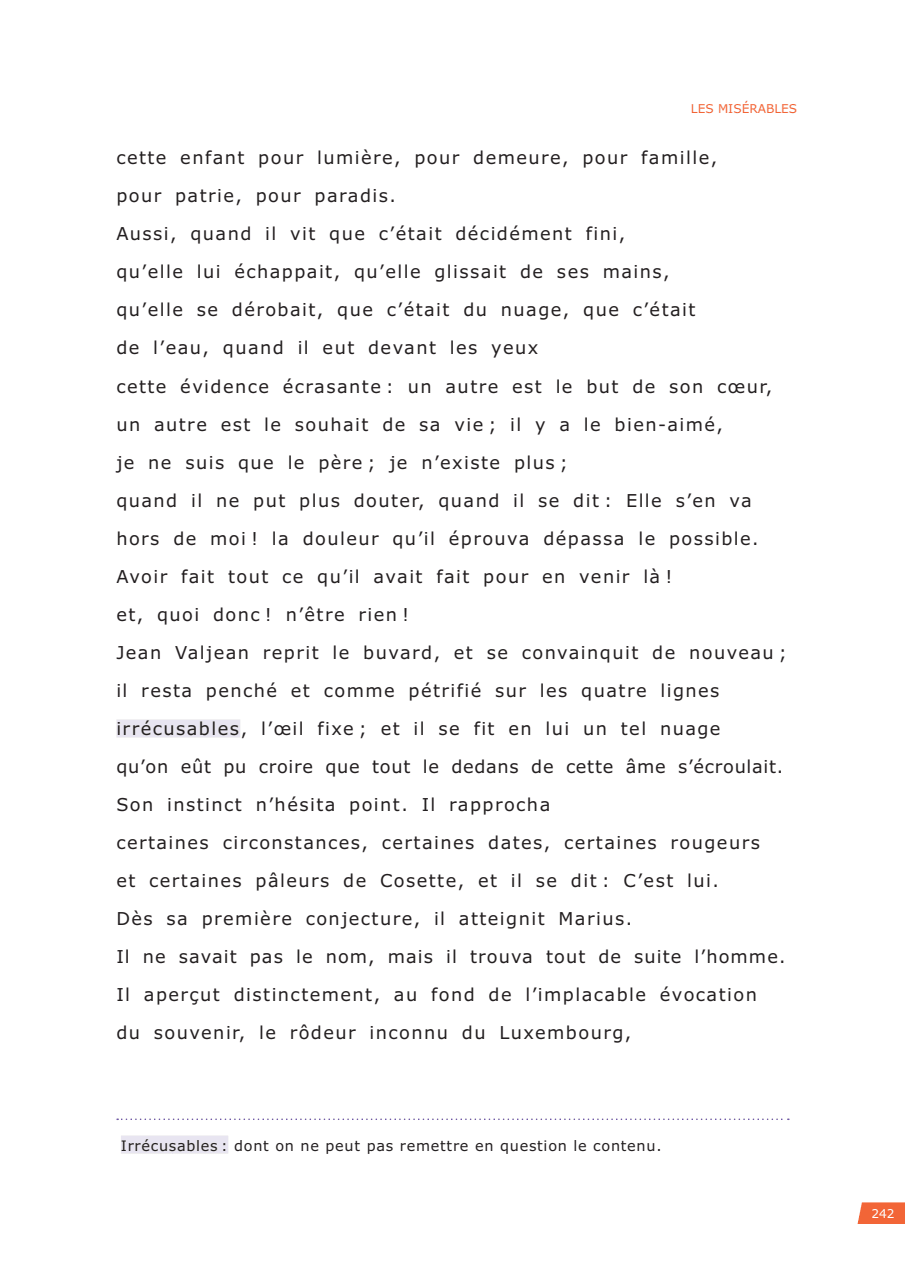 LES MISÉRABLES
cette enfant pour lumière, pour demeure, pour famille,
pour patrie, pour paradis.
Aussi, quand il vit que c’était décidément fini,
qu’elle lui échappait, qu’elle glissait de ses mains,
qu’elle se dérobait, que c’était du nuage, que c’était
de l’eau, quand il eut devant les yeux
cette évidence écrasante : un autre est le but de son cœur,
un autre est le souhait de sa vie ; il y a le bien-aimé,
je ne suis que le père ; je n’existe plus ;
quand il ne put plus douter, quand il se dit : Elle s’en va
hors de moi ! la douleur qu’il éprouva dépassa le possible.
Avoir fait tout ce qu’il avait fait pour en venir là !
et, quoi donc ! n’être rien !
Jean Valjean reprit le buvard, et se convainquit de nouveau ;
il resta penché et comme pétrifié sur les quatre lignes
irrécusables, l’œil fixe ; et il se fit en lui un tel nuage
qu’on eût pu croire que tout le dedans de cette âme s’écroulait.
Son instinct n’hésita point. Il rapprocha
certaines circonstances, certaines dates, certaines rougeurs
et certaines pâleurs de Cosette, et il se dit : C’est lui.
Dès sa première conjecture, il atteignit Marius.
Il ne savait pas le nom, mais il trouva tout de suite l’homme.
Il aperçut distinctement, au fond de l’implacable évocation
du souvenir, le rôdeur inconnu du Luxembourg,
Irrécusables : dont on ne peut pas remettre en question le contenu.
242